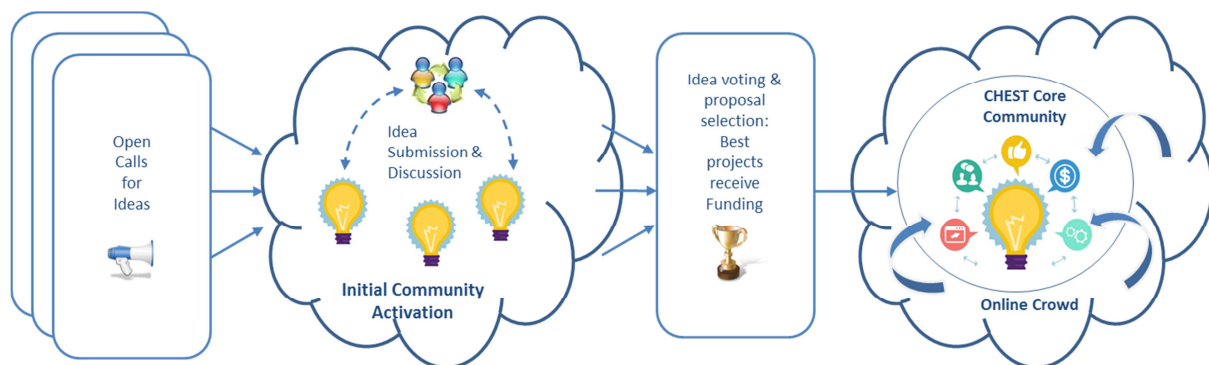 Open
Calls
for
Ideas
Idea
Submission &
Discussion
Initial Community
Activation
Idea voting &
proposal
selection:
Best
projects
receive
Funding
CHEST Core
Community
$
Online Crowd